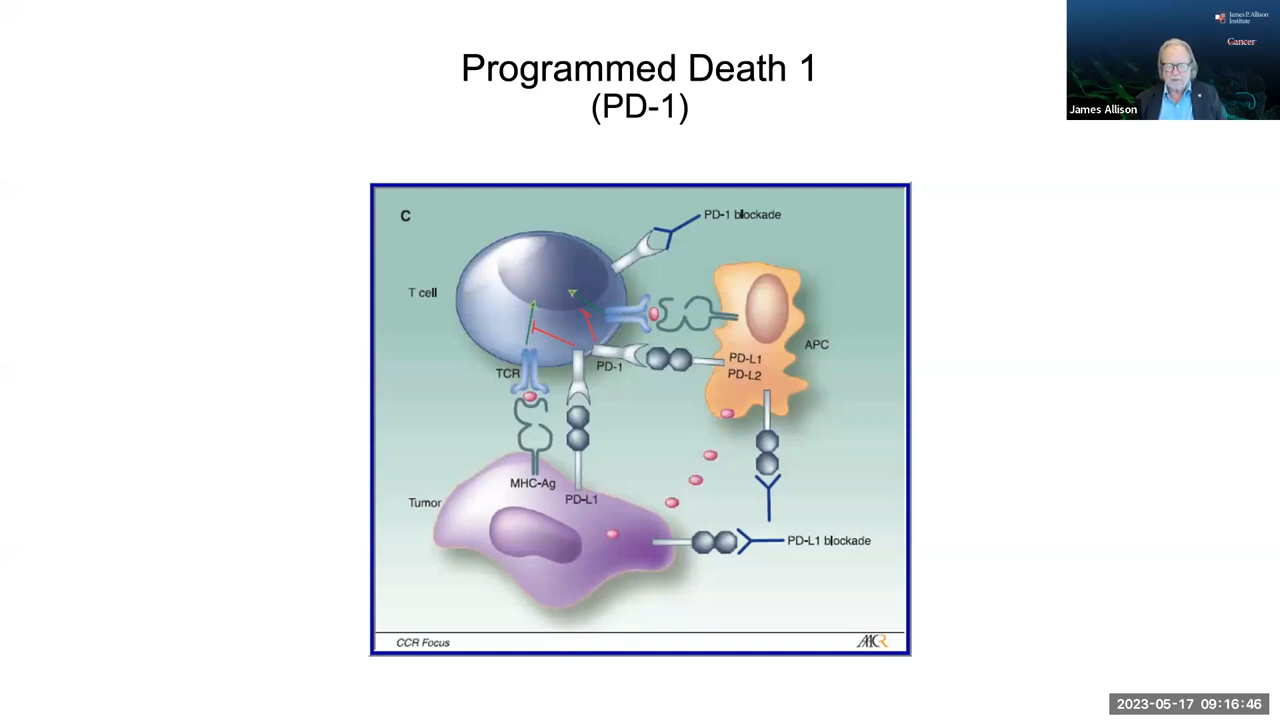 Programmed Death 1
(PD-1)
James P. Allison
Institute
Cancer
James Allison
C
PD-1 blockade
T cell
APC
PD-L1
PD-L2
PD-1
TCR
MHC-Ag
PD-L1
Tumor
PD-L1 blockade
CCR Focus
AACR
2023-05-17 09:16:46